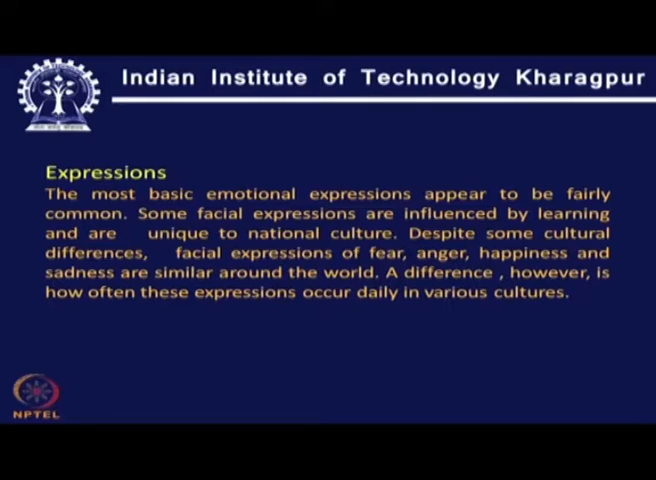 Indian Institute of Technology Kharagpur
Expressions
The most basic emotional expressions appear to be fairly
common. Some facial expressions are influenced by learning
and are unique to national culture. Despite some cultural
differences, facial expressions of fear, anger, happiness and
sadness are similar around the world. A difference , however, is
how often these expressions occur daily in various cultures.
NPTEL